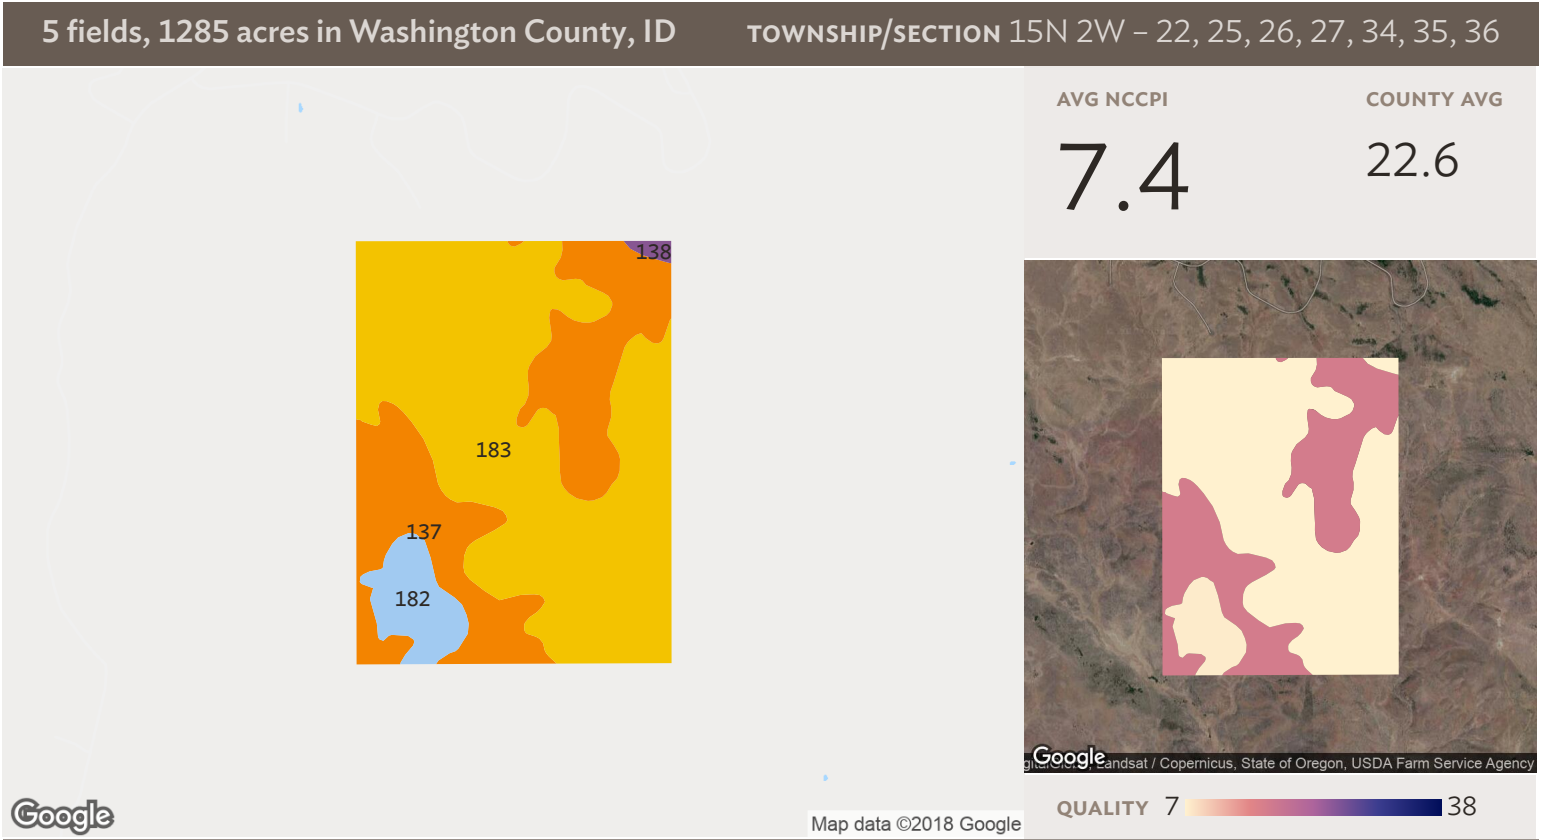 5 fields, 1285 acres in Washington County, ID
TOWNSHIP/SECTION 15N 2W – 22, 25, 26, 27, 34, 35, 36
AVG NCCPI
COUNTY AVG
7.4
22.6
138
183
137
182
Google
Landsat / Copernicus, State of Oregon, USDA Farm Service Agency
QUALITY 7 38
Google
Map data ©2018 Google